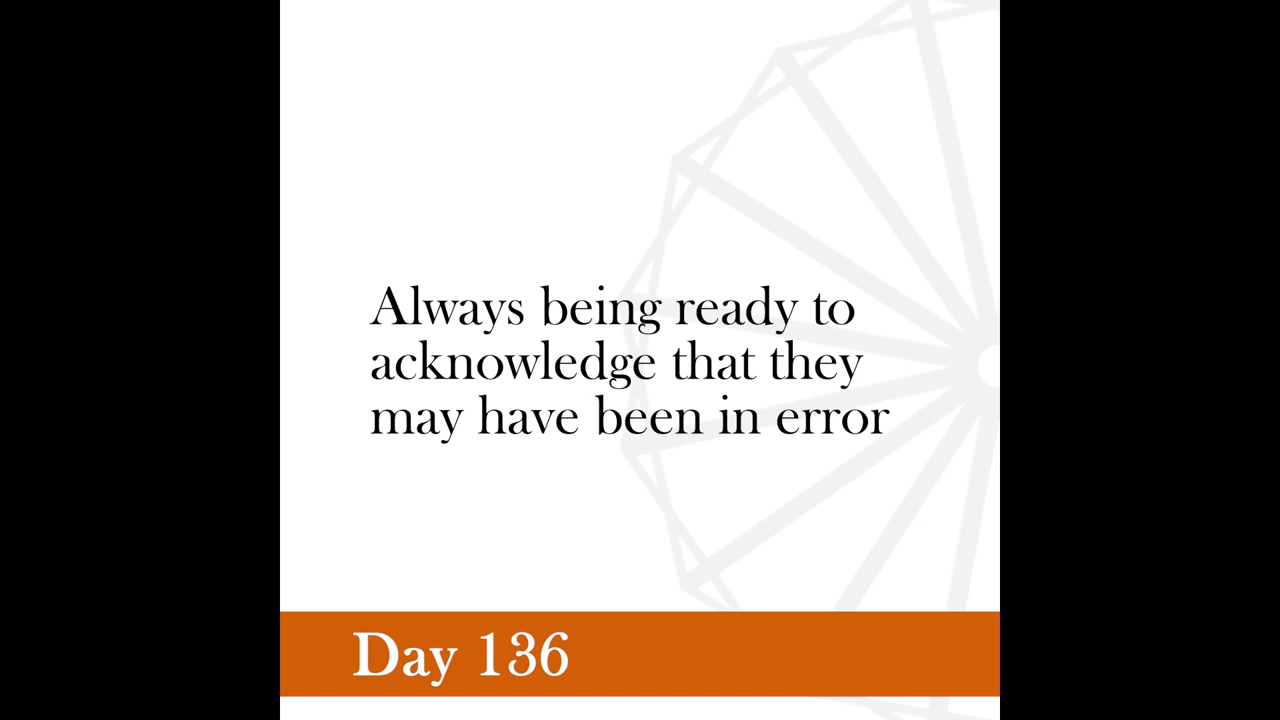 Always being ready to
acknowledge that they
may have been in error
Day 136